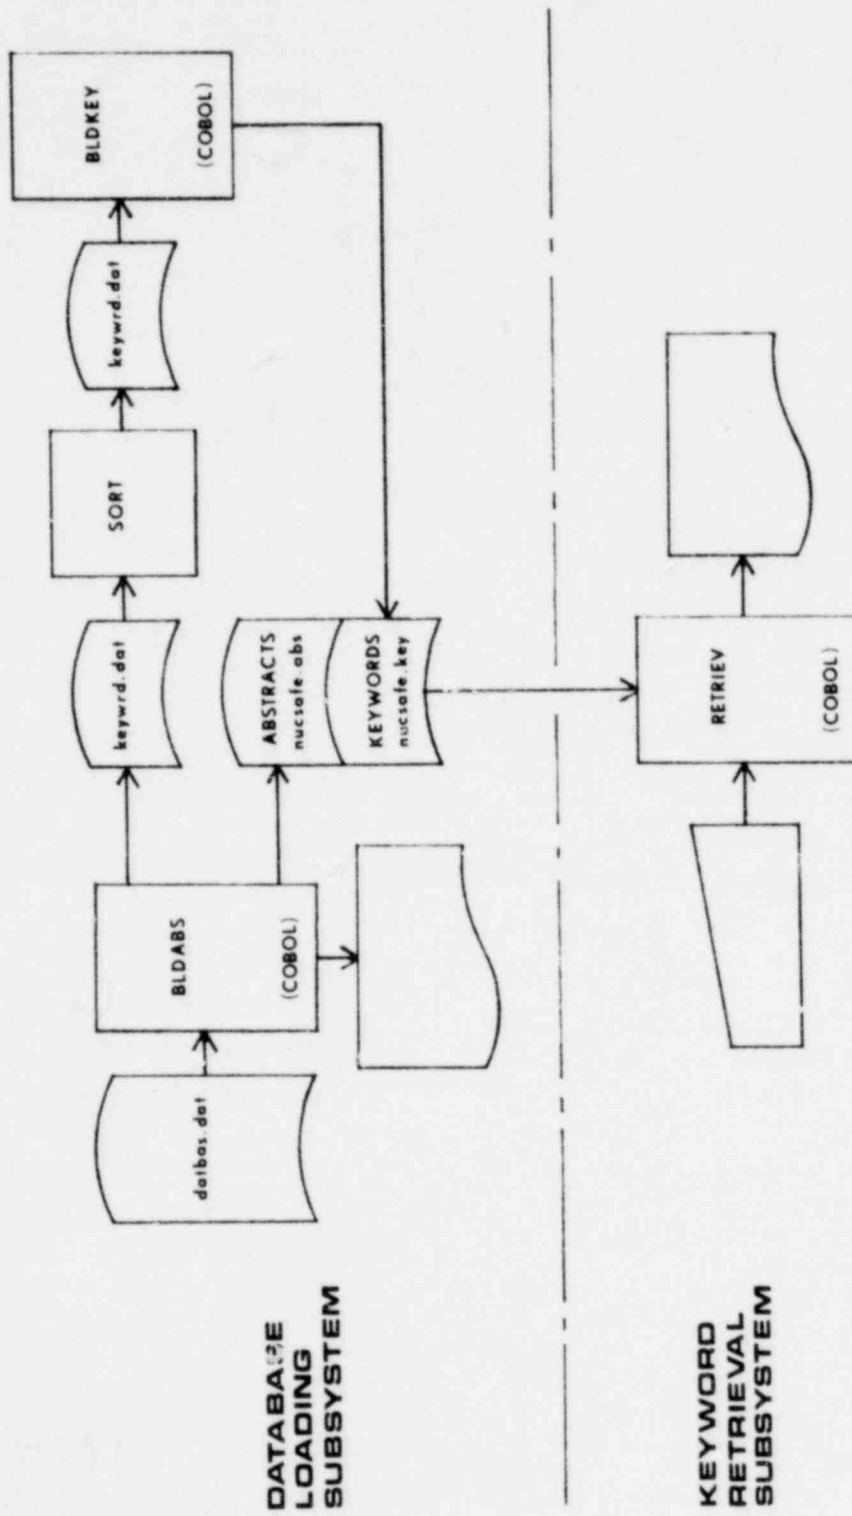 DATABASE
LOADING
SUBSYSTEM
datbas.dat
BLDABS
(COBOL)
keywrd.dat
SORT
keywrd.dat
BLDKEY
(COBOL)
ABSTRACTS
nucsafe.abs
KEYWORDS
nucsafe.key
KEYWORD
RETRIEVAL
SUBSYSTEM
RETRIEV
(COBOL)